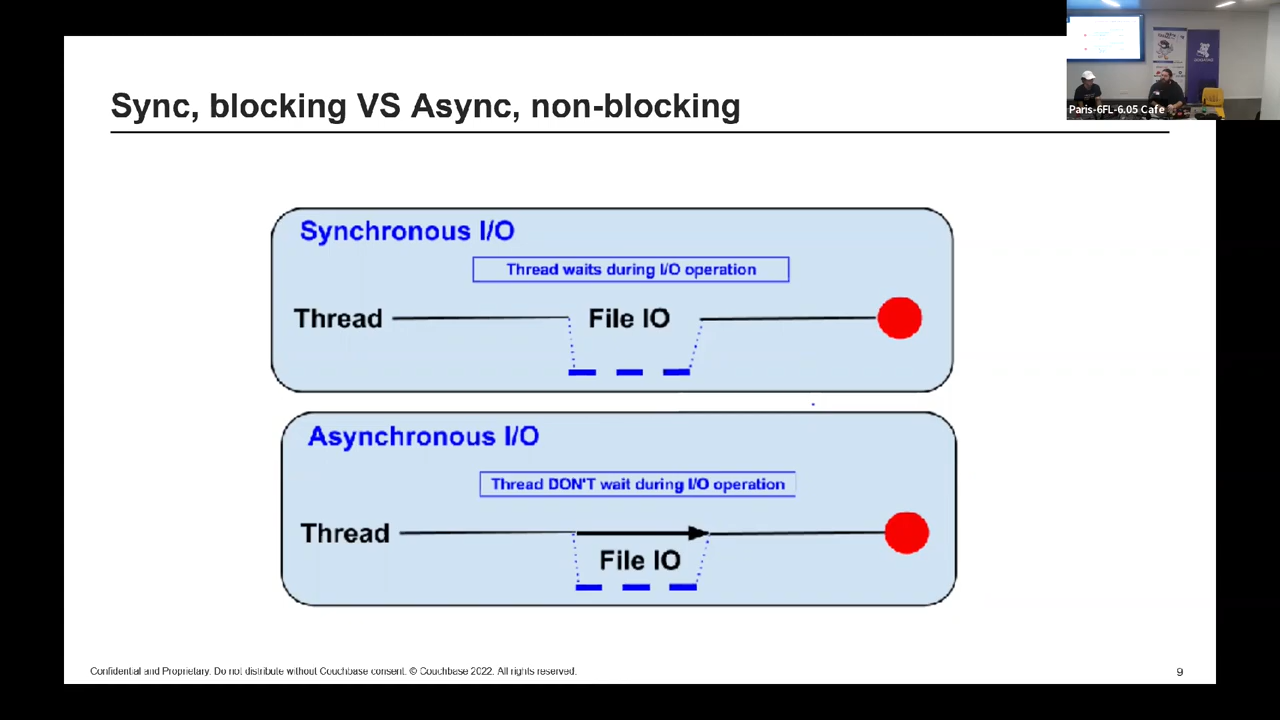 Sync, blocking VS Async, non-blocking
Paris-6FL-6.05 Cafe
Synchronous I/O
Thread waits during I/O operation
Thread
File IO
Asynchronous I/O
Thread DON'T wait during I/O operation
Thread
File IO
Confidential and Proprietary. Do not distribute without Couchbase consent. © Couchbase 2022. All rights reserved.
9